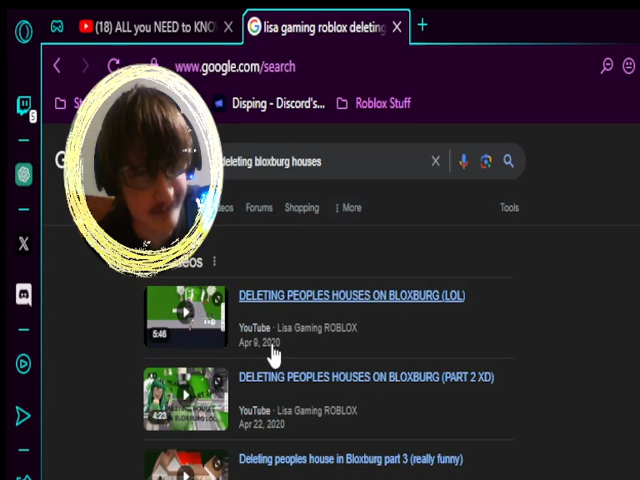 (18) ALL you NEED to KNO
lisa gaming roblox deleting
www.google.com/search
Disping - Discord's...
Roblox Stuff
deleting bloxburg houses
Forums
Shopping
More
Tools
DELETING PEOPLES HOUSES ON BLOXBURG (LOL)
5:46
YouTube · Lisa Gaming ROBLOX
Apr 9, 2020
DELETING PEOPLES HOUSES ON BLOXBURG (PART 2 XD)
4:23
YouTube · Lisa Gaming ROBLOX
Apr 22, 2020
Deleting peoples house in Bloxburg part 3 (really funny)